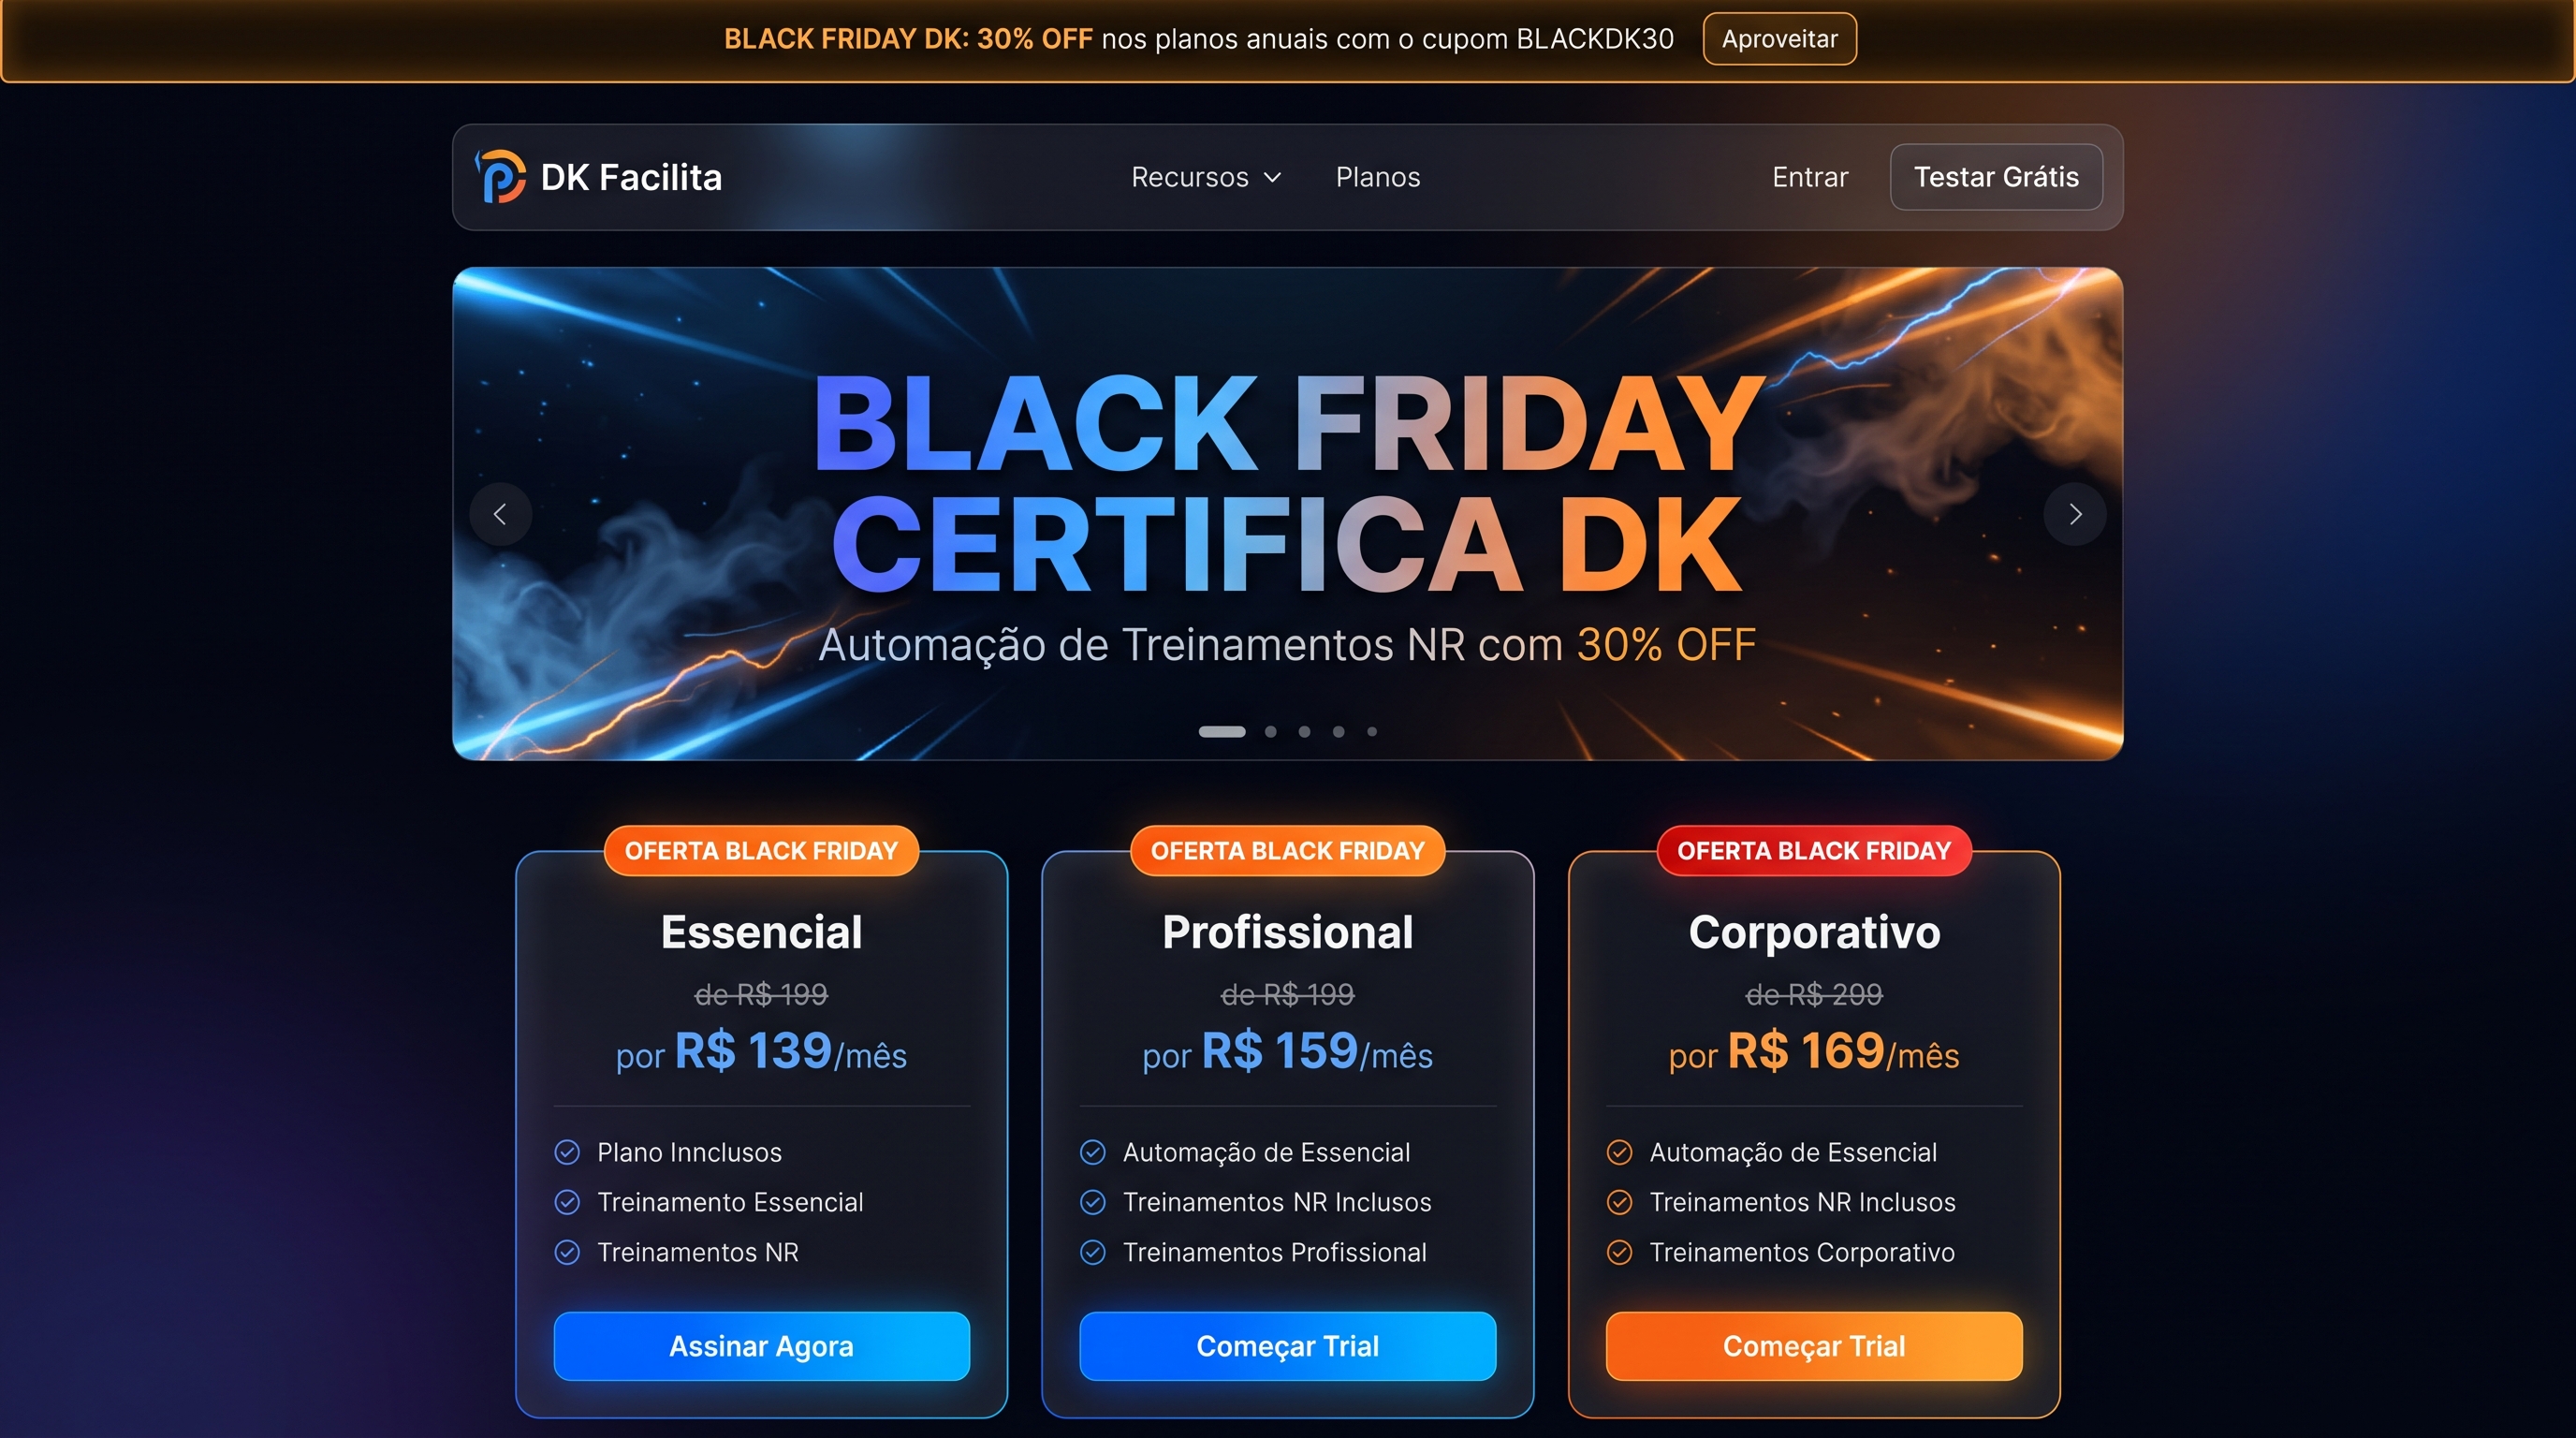 BLACK FRIDAY DK: 30% OFF nos planos anuais com o cupom BLACKDK30
Aproveitar
DK Facilita
Recursos
Planos
Entrar
Testar Grátis
BLACK FRIDAY
CERTIFICA DK
Automação de Treinamentos NR com 30% OFF
OFERTA BLACK FRIDAY
Essencial
de R$ 199
por R$ 139/mês
Plano Innclusos
Treinamento Essencial
Treinamentos NR
Assinar Agora
OFERTA BLACK FRIDAY
Profissional
de R$ 199
por R$ 159/mês
Automação de Essencial
Treinamentos NR Inclusos
Treinamentos Profissional
Começar Trial
OFERTA BLACK FRIDAY
Corporativo
de R$ 299
por R$ 169/mês
Automação de Essencial
Treinamentos NR Inclusos
Treinamentos Corporativo
Começar Trial